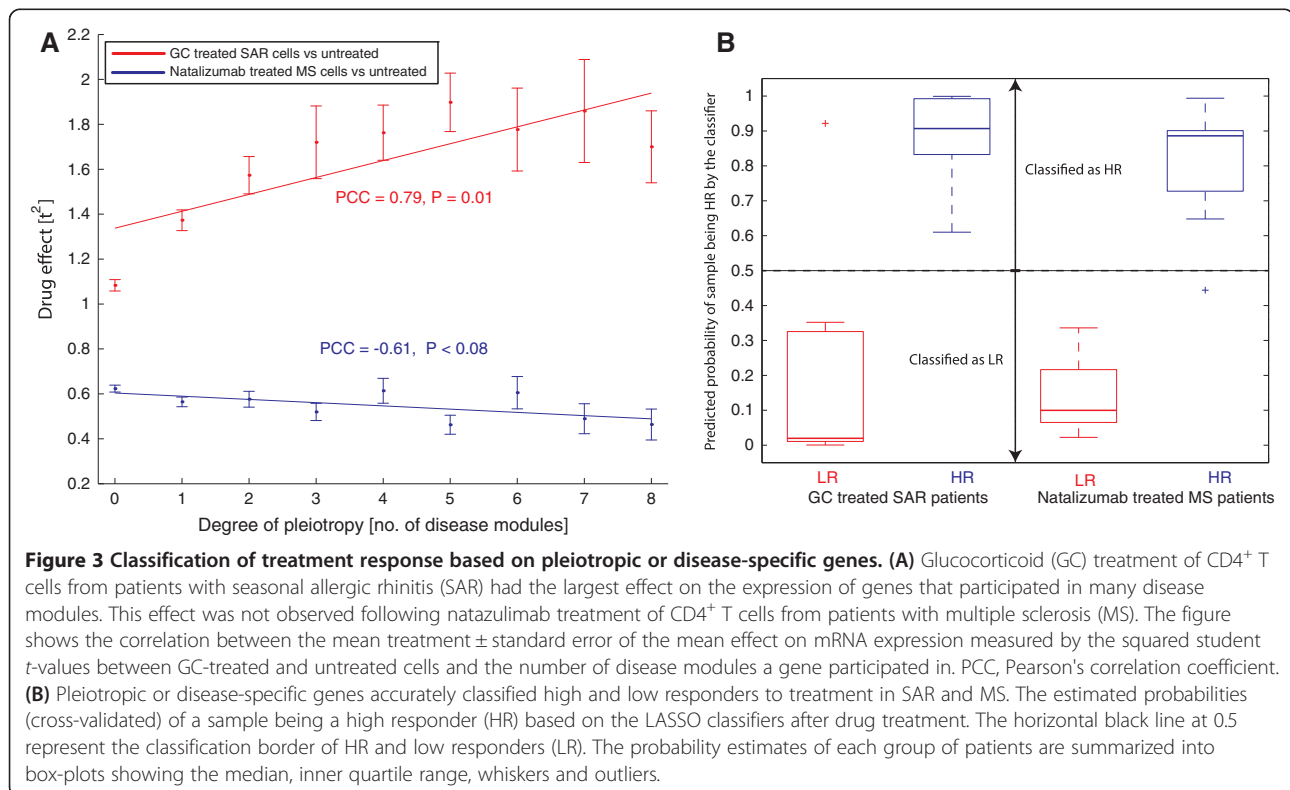 A
GC treated SAR cells vs untreated
Natalizumab treated MS cells vs untreated
2.2
2
1.8
1.6
1.4
1.2
1
0.8
0.6
0.4
0.2
Drug effect [t²]
PCC = 0.79, P = 0.01
PCC = -0.61, P < 0.08
0 1 2 3 4 5 6 7 8
Degree of pleiotropy [no. of disease modules]
B
Predicted probability of sample being HR by the classifier
1
0.9
0.8
0.7
0.6
0.5
0.4
0.3
0.2
0.1
0
Classified as HR
Classified as LR
LR HR LR HR
GC treated SAR patients Natalizumab treated MS patients
Figure 3 Classification of treatment response based on pleiotropic or disease-specific genes. (A) Glucocorticoid (GC) treatment of CD4⁺ T
cells from patients with seasonal allergic rhinitis (SAR) had the largest effect on the expression of genes that participated in many disease
modules. This effect was not observed following natazulimab treatment of CD4⁺ T cells from patients with multiple sclerosis (MS). The figure
shows the correlation between the mean treatment ± standard error of the mean effect on mRNA expression measured by the squared student
t-values between GC-treated and untreated cells and the number of disease modules a gene participated in. PCC, Pearson's correlation coefficient.
(B) Pleiotropic or disease-specific genes accurately classified high and low responders to treatment in SAR and MS. The estimated probabilities
(cross-validated) of a sample being a high responder (HR) based on the LASSO classifiers after drug treatment. The horizontal black line at 0.5
represent the classification border of HR and low responders (LR). The probability estimates of each group of patients are summarized into
box-plots showing the median, inner quartile range, whiskers and outliers.